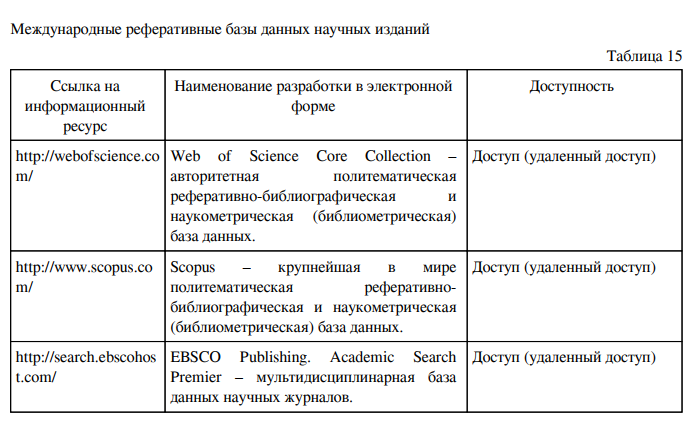 Международные реферативные базы данных научных изданий
Таблица 15
Ссылка на
информационный
ресурс
Наименование разработки в электронной
форме
Доступность
http://webofscience.co
m/
Web of Science Core Collection –
авторитетная политематическая
реферативно-библиографическая и
наукометрическая (библиометрическая)
база данных.
Доступ (удаленный доступ)
http://www.scopus.co
m/
Scopus – крупнейшая в мире
политематическая реферативно-
библиографическая и наукометрическая
(библиометрическая) база данных.
Доступ (удаленный доступ)
http://search.ebscohos
t.com/
EBSCO Publishing. Academic Search
Premier – мультидисциплинарная база
данных научных журналов.
Доступ (удаленный доступ)